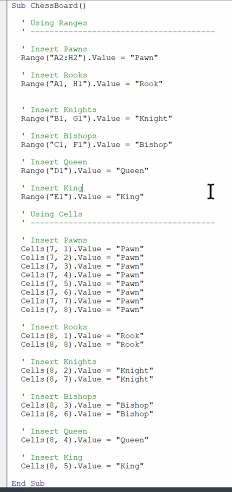 Sub ChessBoard()
' Using Ranges
' -----------------------------------
' Insert Pawns
Range("A2:H2").Value = "Pawn"
' Insert Rooks
Range("A1, H1").Value = "Rook"
' Insert Knights
Range("B1, G1").Value = "Knight"
' Insert Bishops
Range("C1, F1").Value = "Bishop"
' Insert Queen
Range("D1").Value = "Queen"
' Insert King
Range("E1").Value = "King"
' Using Cells
' -----------------------------------
' Insert Pawns
Cells(7, 1).Value = "Pawn"
Cells(7, 2).Value = "Pawn"
Cells(7, 3).Value = "Pawn"
Cells(7, 4).Value = "Pawn"
Cells(7, 5).Value = "Pawn"
Cells(7, 6).Value = "Pawn"
Cells(7, 7).Value = "Pawn"
Cells(7, 8).Value = "Pawn"
' Insert Rooks
Cells(8, 1).Value = "Rook"
Cells(8, 8).Value = "Rook"
' Insert Knights
Cells(8, 2).Value = "Knight"
Cells(8, 7).Value = "Knight"
' Insert Bishops
Cells(8, 3).Value = "Bishop"
Cells(8, 6).Value = "Bishop"
' Insert Queen
Cells(8, 4).Value = "Queen"
' Insert King
Cells(8, 5).Value = "King"
End Sub